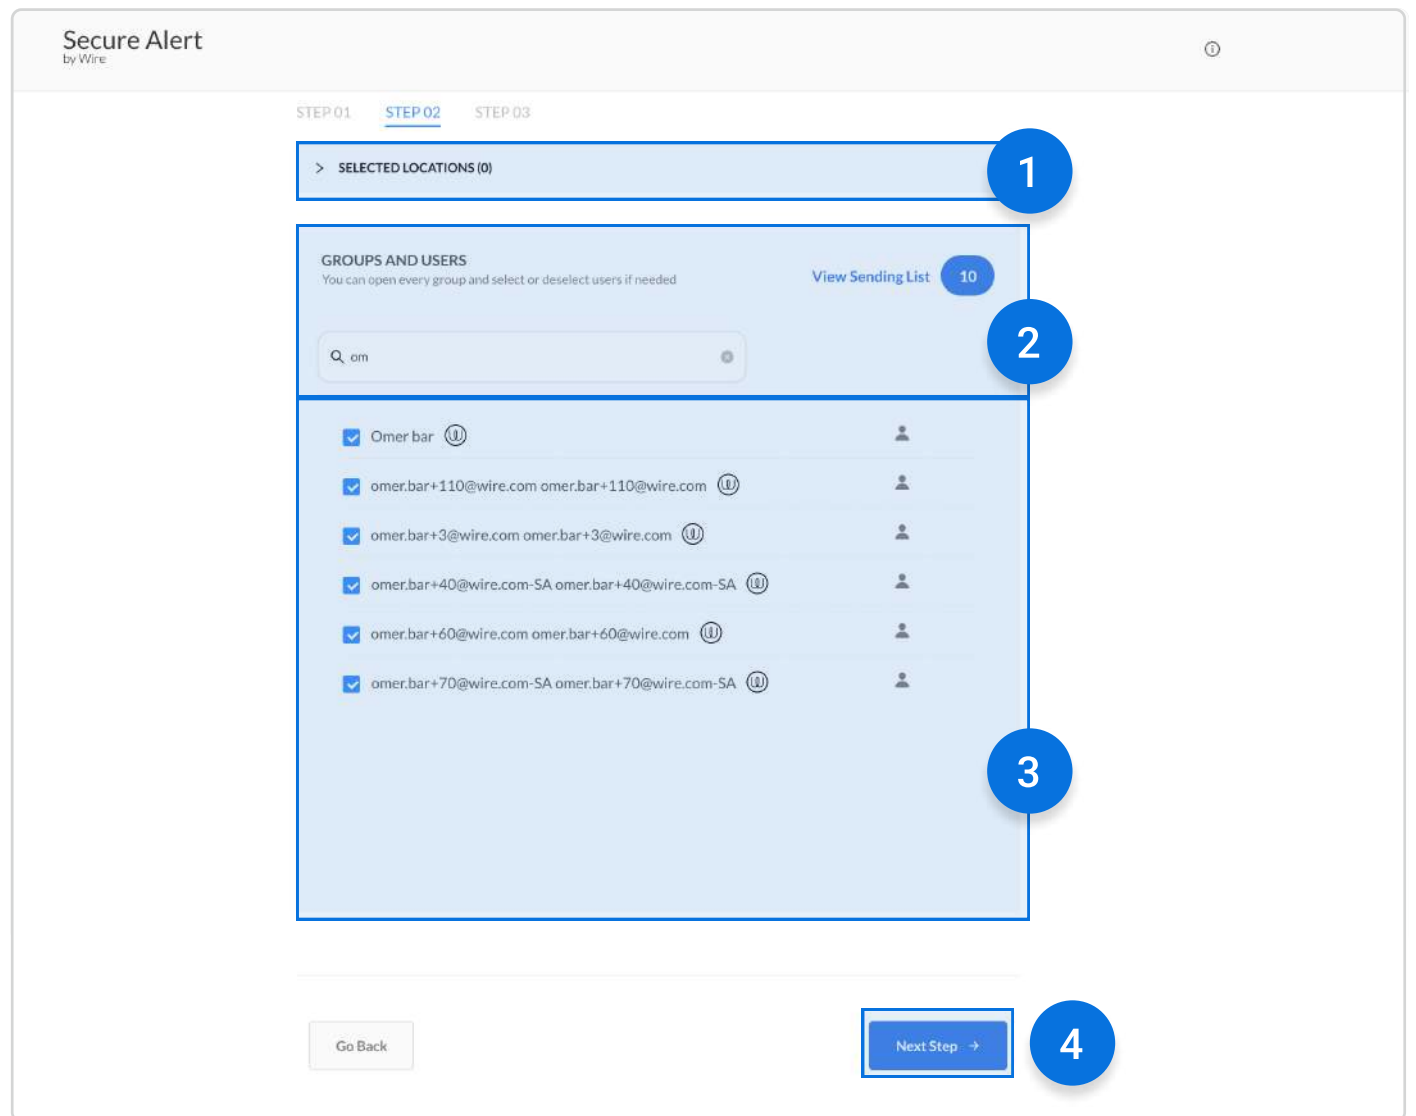 Secure Alert
by Wire
STEP 01 STEP 02 STEP 03
SELECTED LOCATIONS (0)
1
GROUPS AND USERS
You can open every group and select or deselect users if needed
View Sending List 10
2
om
Omer bar
omer.bar+110@wire.com omer.bar+110@wire.com
omer.bar+3@wire.com omer.bar+3@wire.com
omer.bar+40@wire.com-SA omer.bar+40@wire.com-SA
omer.bar+60@wire.com omer.bar+60@wire.com
omer.bar+70@wire.com-SA omer.bar+70@wire.com-SA
3
Go Back
Next Step
4